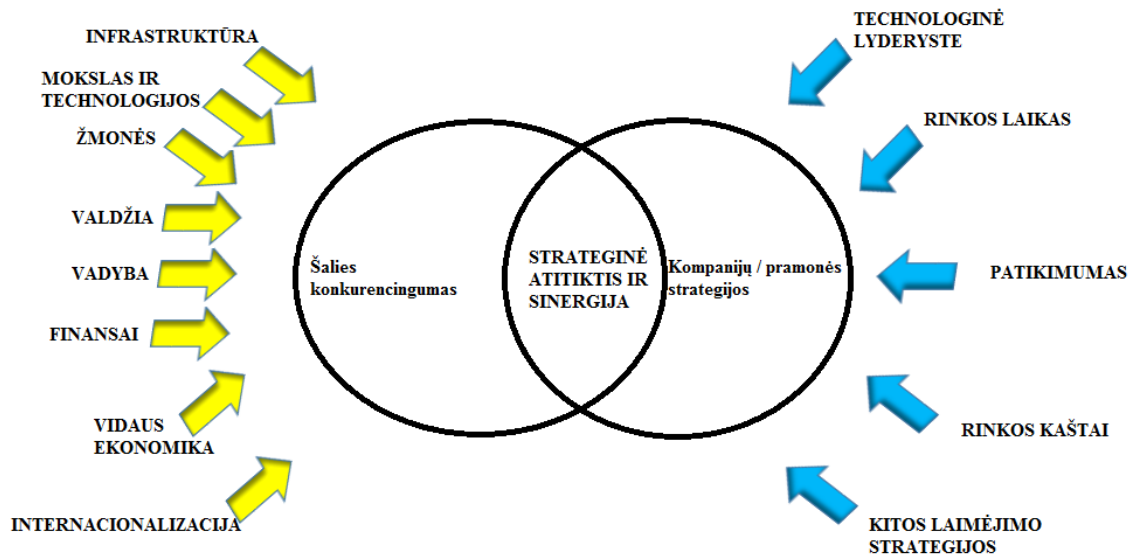 INFRASTRUKTŪRA
MOKSLAS IR
TECHNOLOGIJOS
ŽMONĖS
VALDŽIA
VADYBA
FINANSAI
VIDAUS
EKONOMIKA
INTERNACIONALIZACIJA
Šalies
konkurencingumas
STRATEGINĖ
ATITIKTIS IR
SINERGIJA
Kompanijų / pramonės
strategijos
TECHNOLOGINĖ
LYDERYSTE
RINKOS LAIKAS
PATIKIMUMAS
RINKOS KAŠTAI
KITOS LAIMĖJIMO
STRATEGIJOS